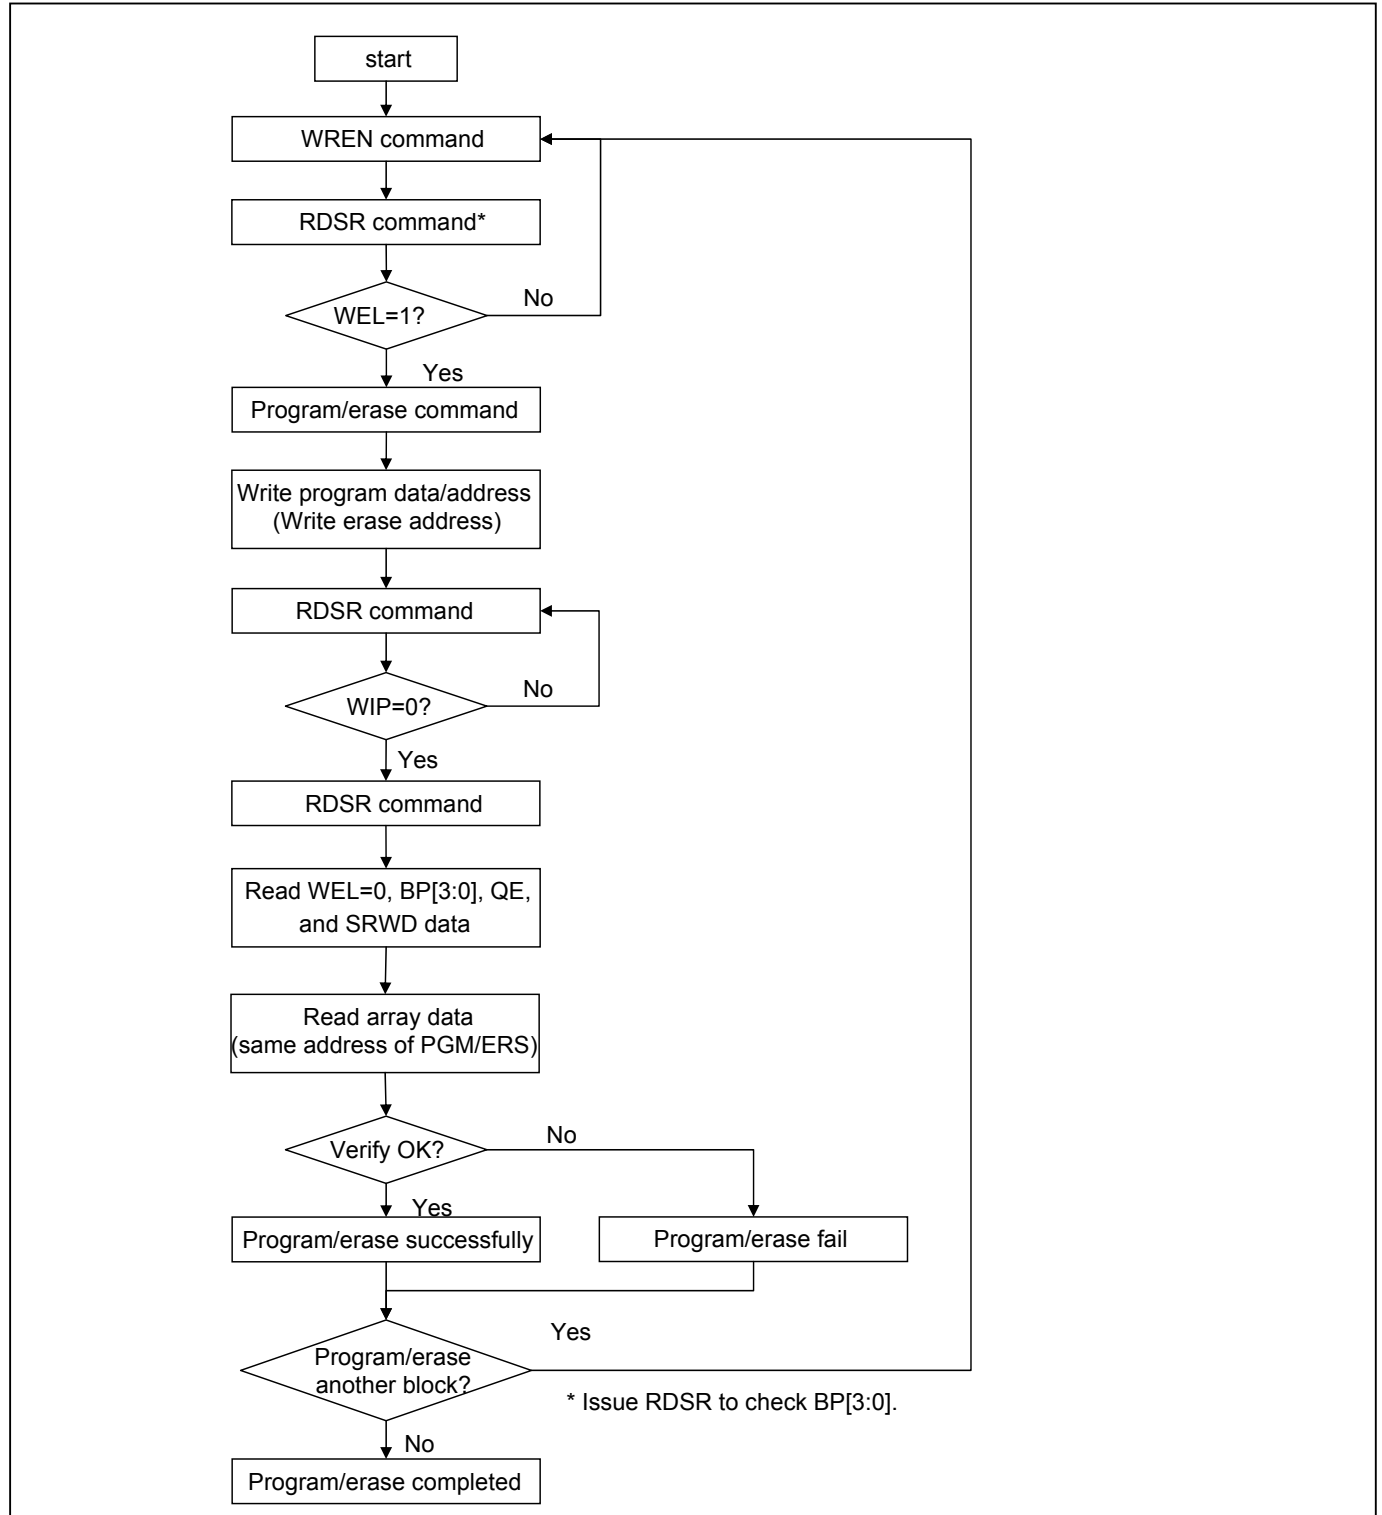 start
WREN command
RDSR command*
WEL=1?
No
Yes
Program/erase command
Write program data/address
(Write erase address)
RDSR command
WIP=0?
No
Yes
RDSR command
Read WEL=0, BP[3:0], QE,
and SRWD data
Read array data
(same address of PGM/ERS)
Verify OK?
No
Yes
Program/erase successfully
Program/erase fail
Yes
Program/erase
another block?
* Issue RDSR to check BP[3:0].
No
Program/erase completed